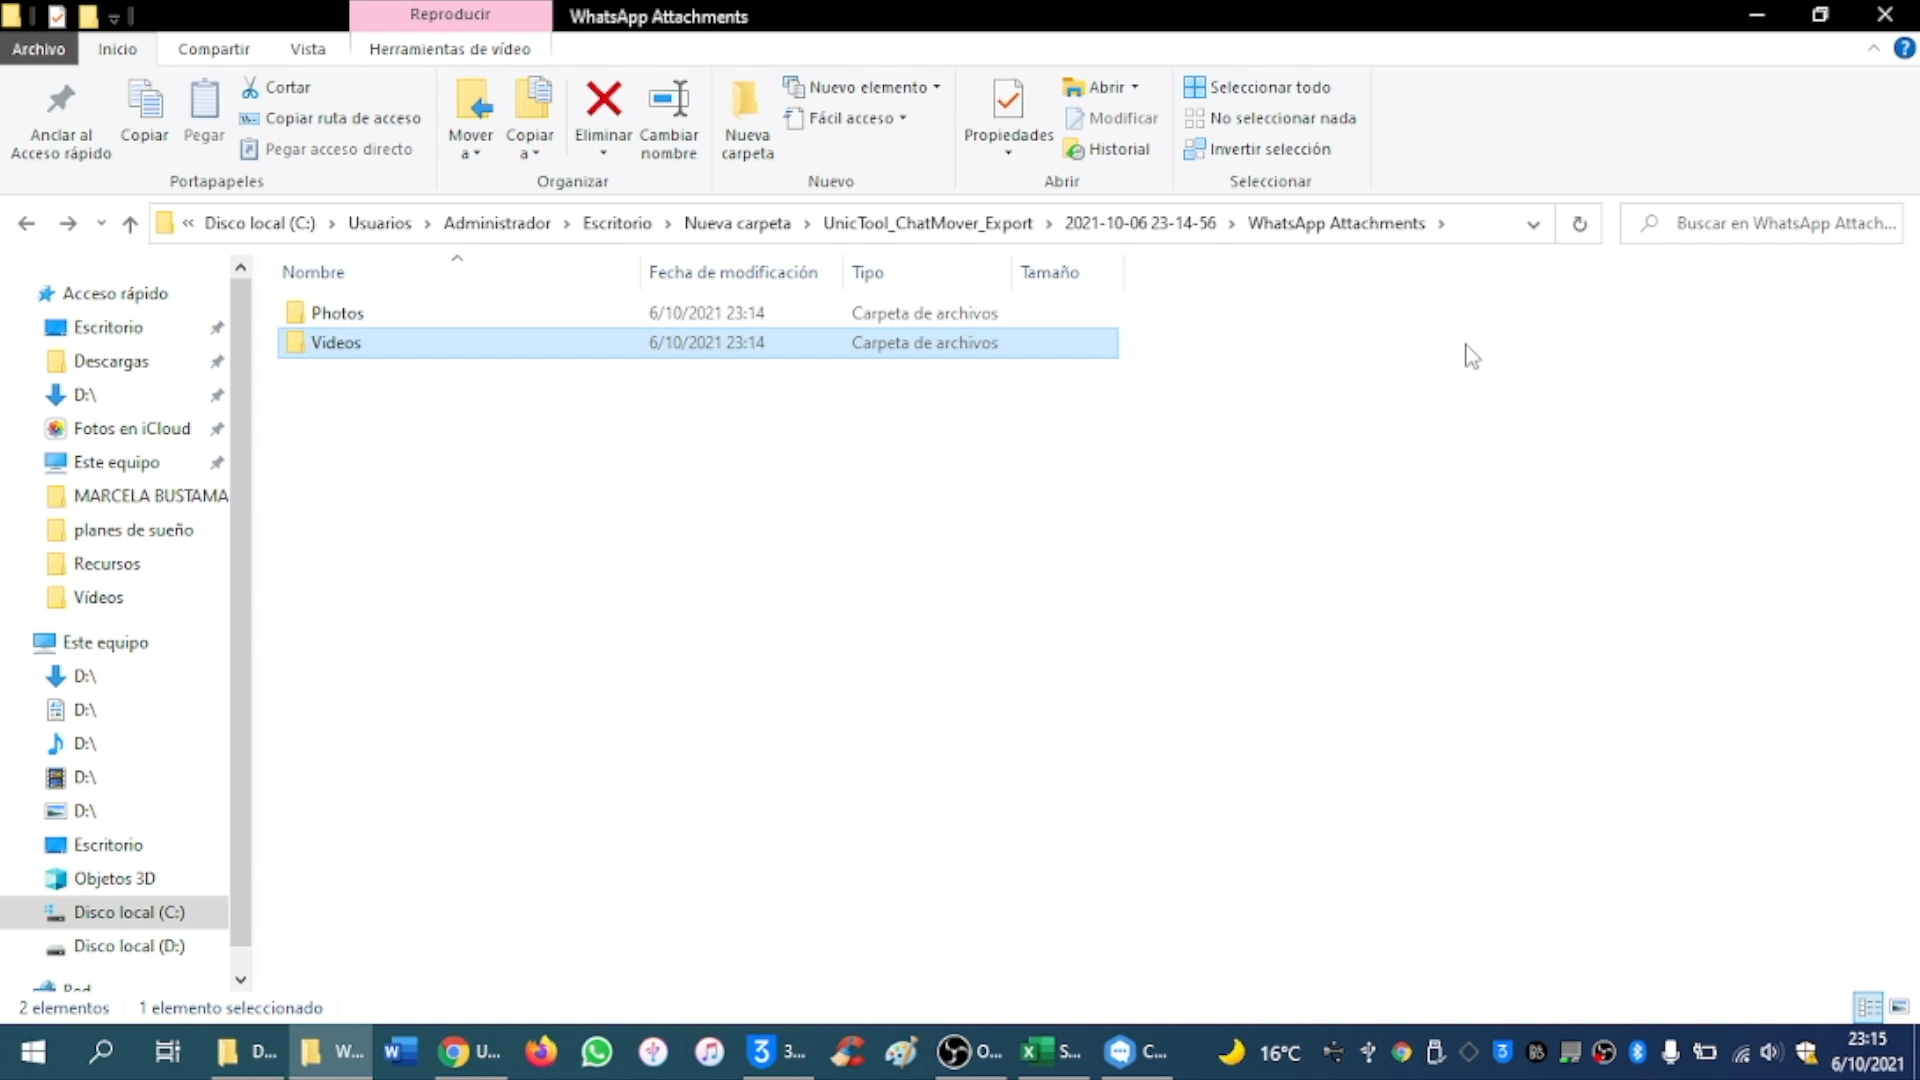 Reproducir
WhatsApp Attachments
Archivo
Inicio
Compartir
Vista
Herramientas de vídeo
Anclar al
Acceso rápido
Copiar
Pegar
Cortar
Copiar ruta de acceso
Pegar acceso directo
Portapapeles
Mover
a
Copiar
a
Eliminar
Cambiar
nombre
Organizar
Nueva
carpeta
Nuevo elemento
Fácil acceso
Nuevo
Propiedades
Abrir
Modificar
Historial
Abrir
Seleccionar todo
No seleccionar nada
Invertir selección
Seleccionar
« Disco local (C:) › Usuarios › Administrador › Escritorio › Nueva carpeta › UnicTool_ChatMover_Export › 2021-10-06 23-14-56 › WhatsApp Attachments ›
Buscar en WhatsApp Attach...
Nombre
Fecha de modificación
Tipo
Tamaño
Photos 6/10/2021 23:14 Carpeta de archivos
Videos 6/10/2021 23:14 Carpeta de archivos
Acceso rápido
Escritorio
Descargas
D:\
Fotos en iCloud
Este equipo
MARCELA BUSTAMA
planes de sueño
Recursos
Vídeos
Este equipo
D:\
D:\
D:\
D:\
D:\
Escritorio
Objetos 3D
Disco local (C:)
Disco local (D:)
Red
2 elementos
1 elemento seleccionado
D...
W...
U...
3...
O...
S...
C...
16°C
23:15
6/10/2021